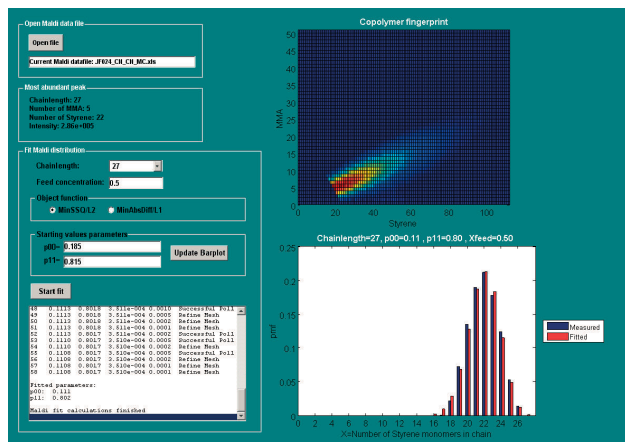 Open Maldi data file
Open file
Current Maldi datafile: JF024_CH_CH_MC.xls
Most abundant peak
Chainlength: 27
Number of MMA: 5
Number of Styrene: 22
Intensity: 2.86e+005
Fit Maldi distribution
Chainlength: 27
Feed concentration: 0.5
Object function
MinSSQ/L2 MinAbsDiff/L1
Starting values parameters
p00= 0.185
p11= 0.815
Update Barplot
Start fit
48 0.1113 0.8018 3.511e-004 0.0010 Successful Poll
49 0.1113 0.8018 3.511e-004 0.0005 Refine Mesh
50 0.1113 0.8018 3.511e-004 0.0002 Refine Mesh
51 0.1113 0.8018 3.511e-004 0.0001 Refine Mesh
52 0.1113 0.8017 3.511e-004 0.0002 Successful Poll
53 0.1110 0.8017 3.511e-004 0.0005 Successful Poll
54 0.1110 0.8017 3.510e-004 0.0002 Refine Mesh
55 0.1108 0.8017 3.510e-004 0.0005 Successful Poll
56 0.1108 0.8017 3.510e-004 0.0002 Refine Mesh
57 0.1108 0.8017 3.510e-004 0.0001 Refine Mesh
58 0.1108 0.8017 3.510e-004 0.0001 Refine Mesh
Fitted parameters:
p00: 0.111
p11: 0.802
Maldi fit calculations finished
Copolymer fingerprint
50
45
40
35
30
25
20
15
10
5
0
MMA
0 20 40 60 80 100
Styrene
Chainlength=27, p00=0.11 , p11=0.80 , Xfeed=0.50
0.25
0.2
0.15
0.1
0.05
0
pmf
Measured
Fitted
0 2 4 6 8 10 12 14 16 18 20 22 24 26
X=Number of Styrene monomers in chain